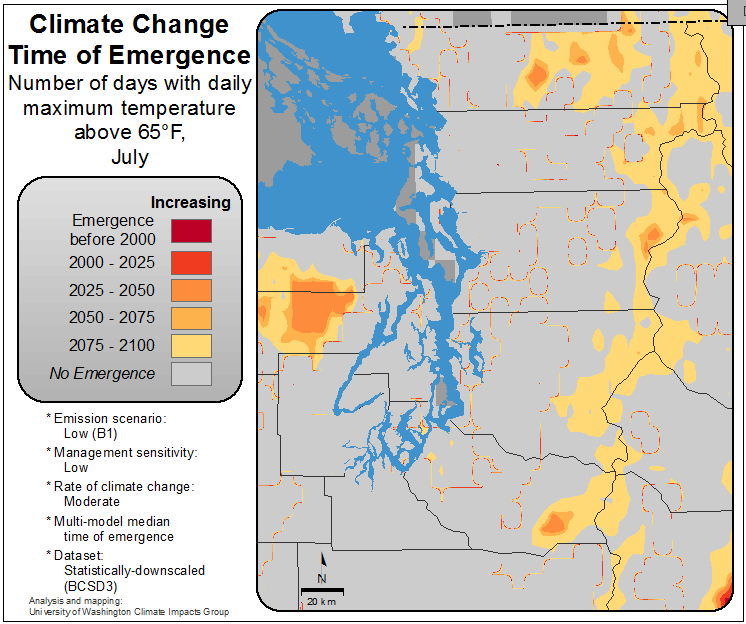 Climate Change
Time of Emergence
Number of days with daily
maximum temperature
above 65°F,
July
Increasing
Emergence
before 2000
2000 - 2025
2025 - 2050
2050 - 2075
2075 - 2100
No Emergence
* Emission scenario:
Low (B1)
* Management sensitivity:
Low
* Rate of climate change:
Moderate
* Multi-model median
time of emergence
* Dataset:
Statistically-downscaled
(BCSD3)
Analysis and mapping:
University of Washington Climate Impacts Group
N
20 km